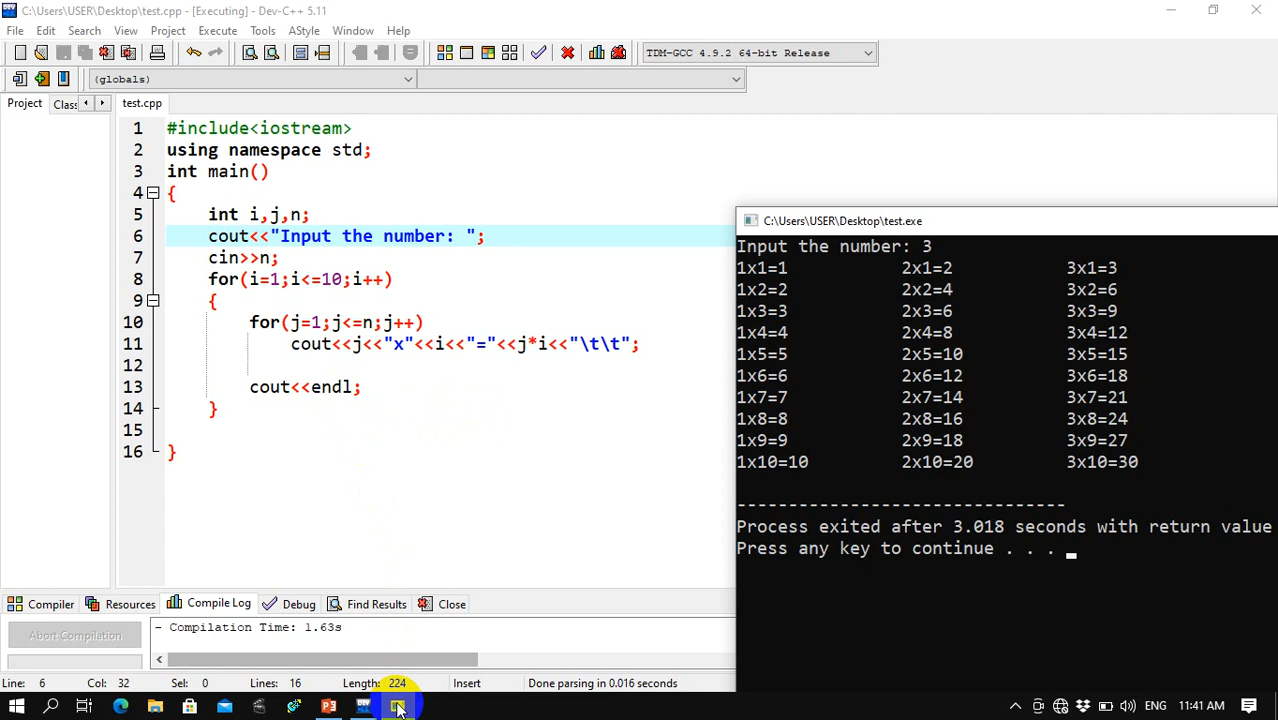 C:\Users\USER\Desktop\test.cpp - [Executing] - Dev-C++ 5.11
File Edit Search View Project Execute Tools AStyle Window Help
TDM-GCC 4.9.2 64-bit Release
(globals)
Project Clas test.cpp
1 #include<iostream>
2 using namespace std;
3 int main()
4 {
5 int i,j,n;
6 cout<<"Input the number: ";
7 cin>>n;
8 for(i=1;i<=10;i++)
9 {
10 for(j=1;j<=n;j++)
11 cout<<j<<"x"<<i<<"="<<j*i<<"\t\t";
12
13 cout<<endl;
14 }
15
16 }
C:\Users\USER\Desktop\test.exe
Input the number: 3
1x1=1 2x1=2 3x1=3
1x2=2 2x2=4 3x2=6
1x3=3 2x3=6 3x3=9
1x4=4 2x4=8 3x4=12
1x5=5 2x5=10 3x5=15
1x6=6 2x6=12 3x6=18
1x7=7 2x7=14 3x7=21
1x8=8 2x8=16 3x8=24
1x9=9 2x9=18 3x9=27
1x10=10 2x10=20 3x10=30
--------------------------------
Process exited after 3.018 seconds with return value
Press any key to continue . . .
Compiler Resources Compile Log Debug Find Results Close
Abort Compilation
- Compilation Time: 1.63s
Line: 6 Col: 32 Sel: 0 Lines: 16 Length: 224 Insert Done parsing in 0.016 seconds
ENG 11:41 AM